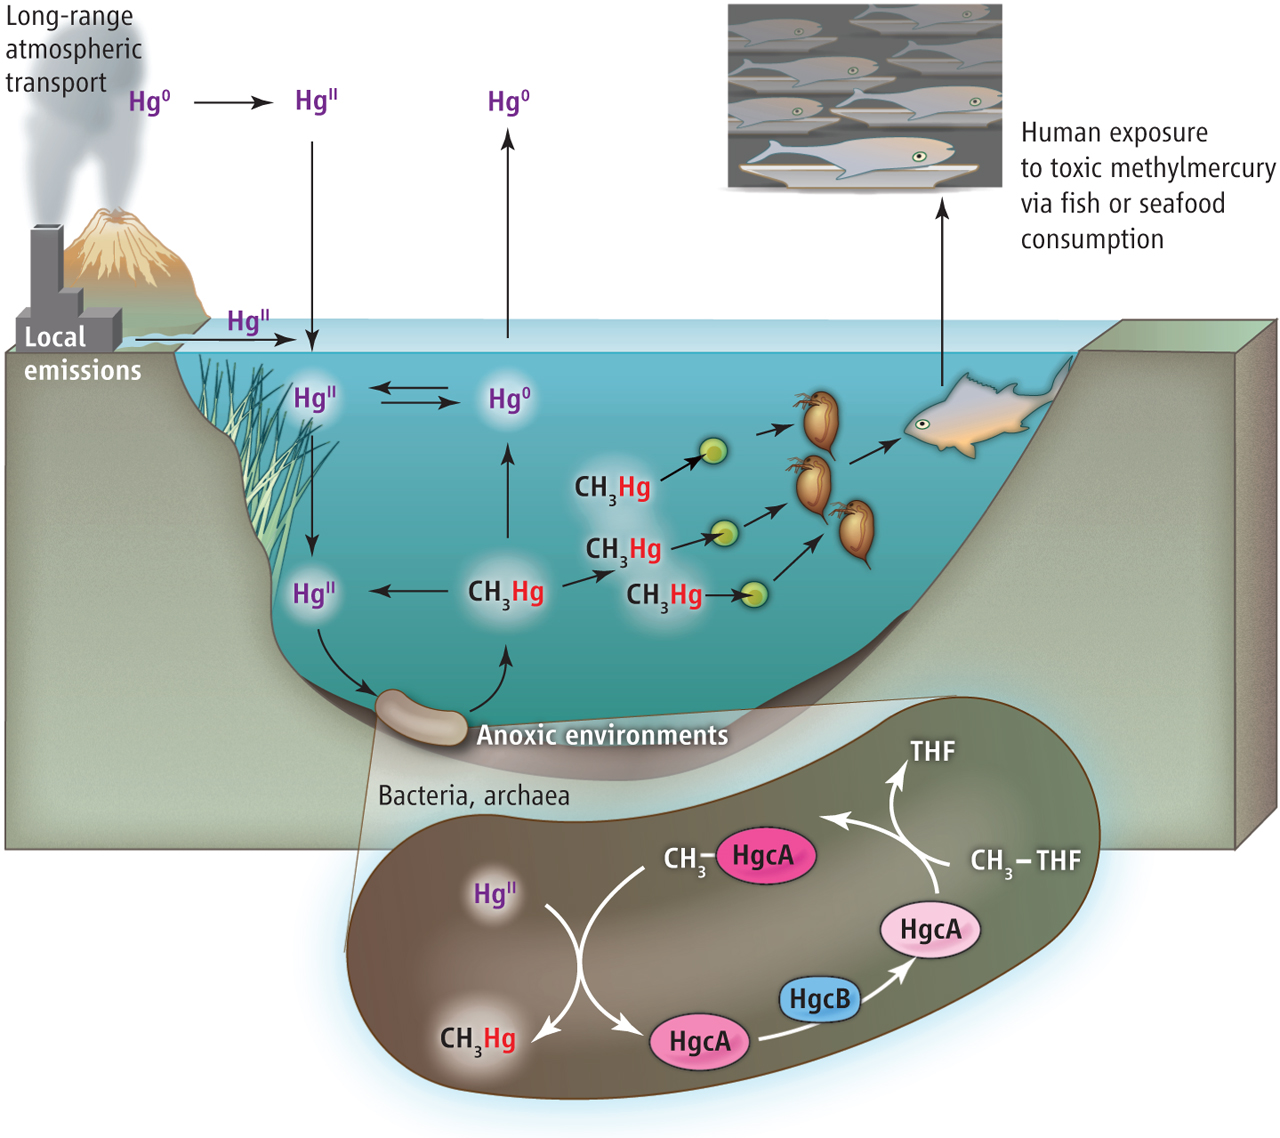 Long-range
atmospheric
transport
Hg⁰
Hgᴵᴵ
Hg⁰
Human exposure
to toxic methylmercury
via fish or seafood
consumption
Hgᴵᴵ
Local
emissions
Hgᴵᴵ
Hg⁰
CH₃Hg
CH₃Hg
CH₃Hg
Hgᴵᴵ
CH₃Hg
Anoxic environments
Bacteria, archaea
THF
CH₃–HgcA
CH₃–THF
Hgᴵᴵ
HgcA
HgcB
CH₃Hg
HgcA